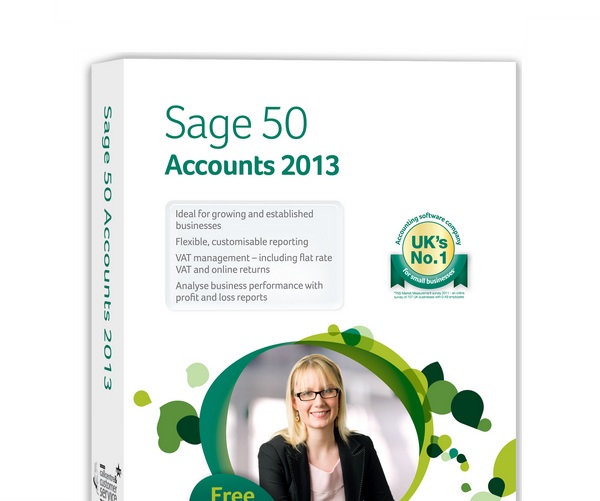 Sage 50
Accounts 2013
Ideal for growing and established
businesses
Flexible, customisable reporting
VAT management – including flat rate
VAT and online returns
Analyse business performance with
profit and loss reports
Accounting software company
UK's
No.1
for small businesses*
Free
Sage 50 Accounts 2013
customer
service